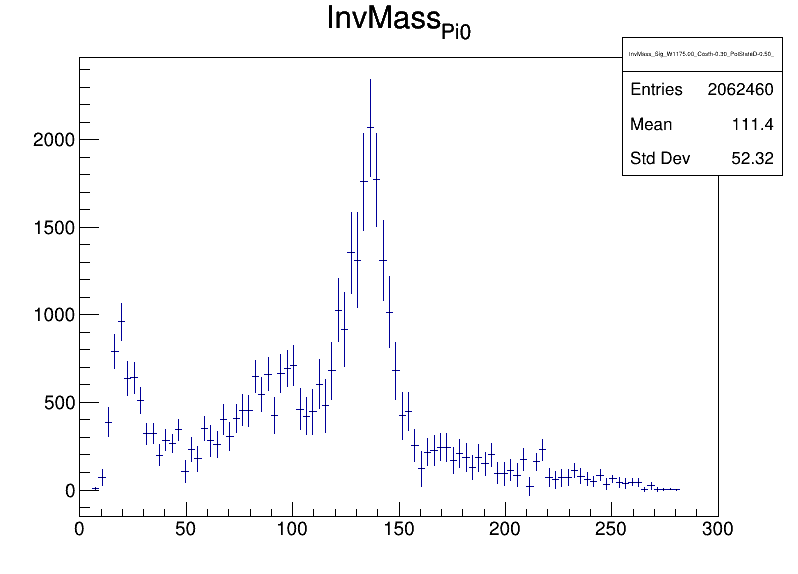 InvMass_Pi0
InvMass_Sig_W1175.00_Costh-0.30_PolStateD-0.50_
Entries 2062460
Mean 111.4
Std Dev 52.32
2000
1500
1000
500
0
0 50 100 150 200 250 300